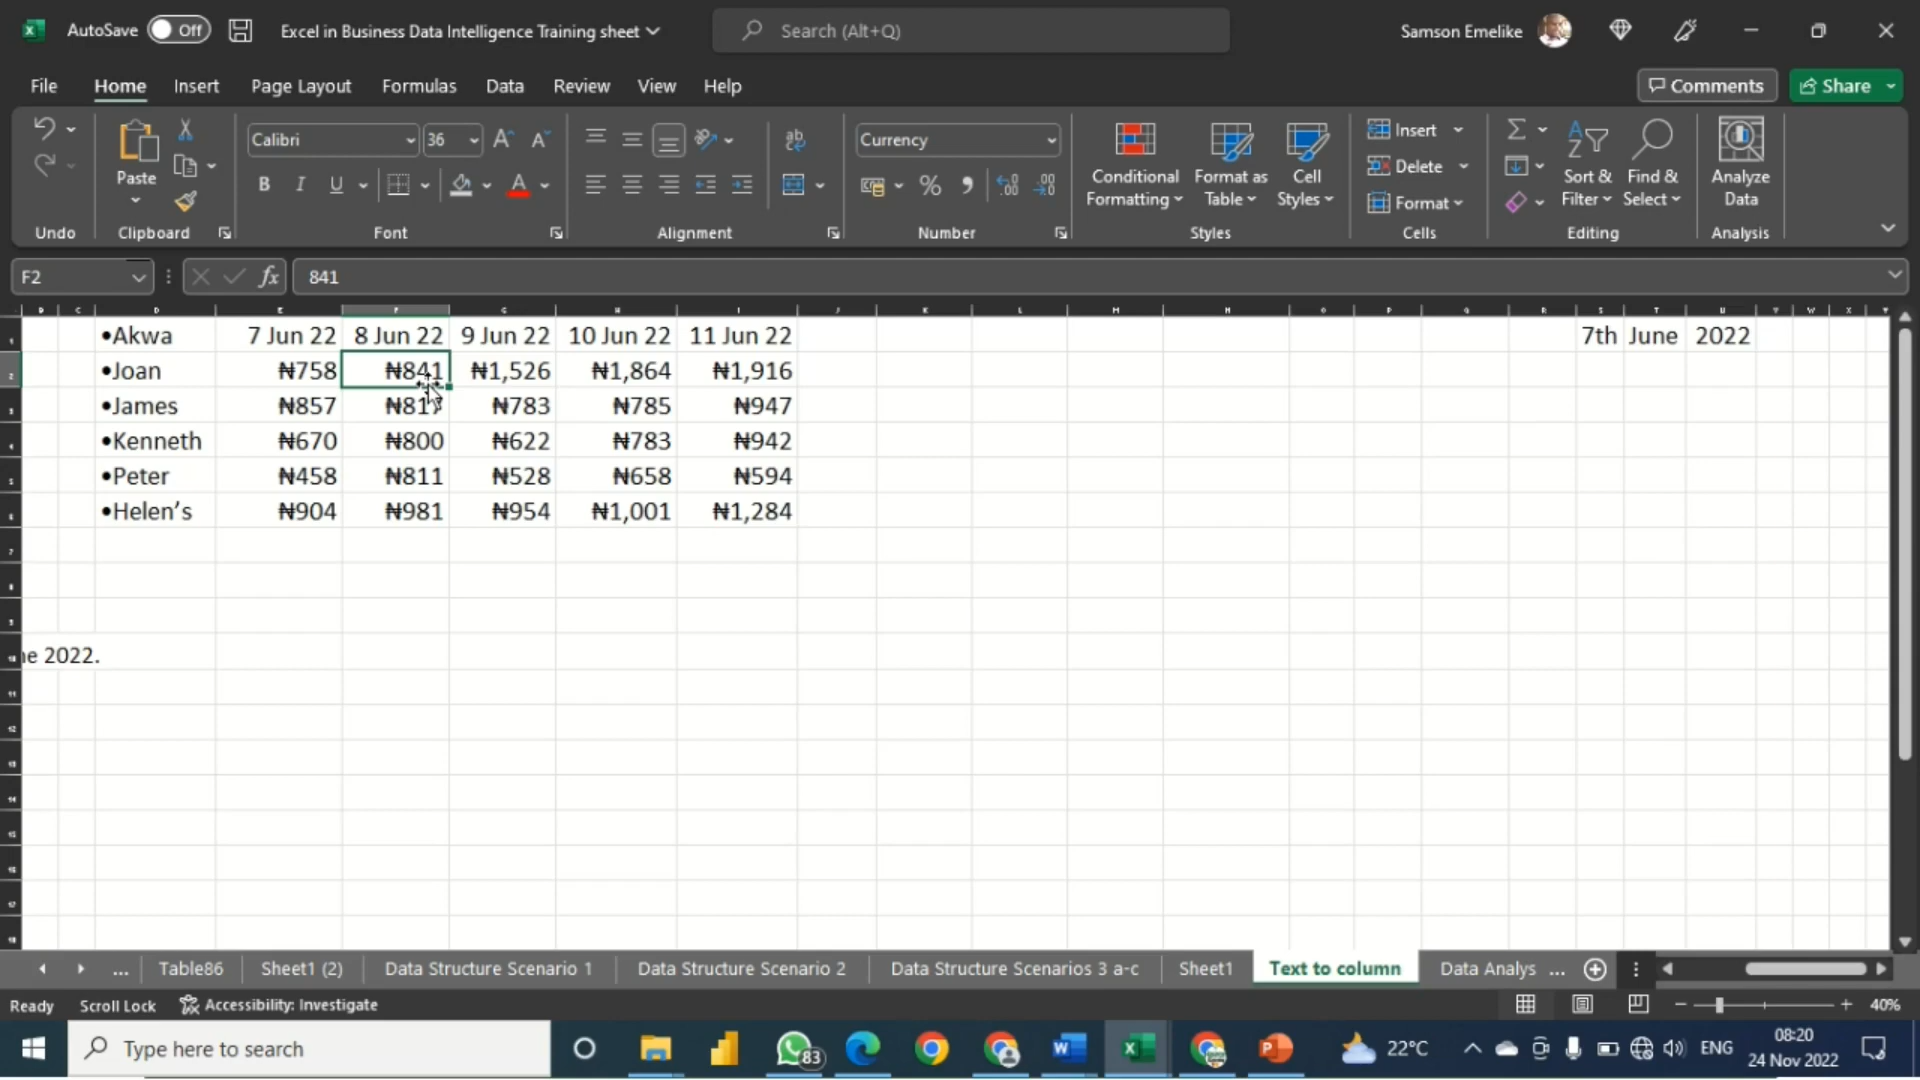 AutoSave Off Excel in Business Data Intelligence Training sheet Search (Alt+Q) Samson Emelike
File Home Insert Page Layout Formulas Data Review View Help Comments Share
Paste Calibri 36 Currency Conditional Formatting Format as Table Cell Styles Insert Delete Format Sort & Filter Find & Select Analyze Data
Undo Clipboard Font Alignment Number Styles Cells Editing Analysis
F2 fx 841
•Akwa 7 Jun 22 8 Jun 22 9 Jun 22 10 Jun 22 11 Jun 22 7th June 2022
•Joan ₦758 ₦841 ₦1,526 ₦1,864 ₦1,916
•James ₦857 ₦817 ₦783 ₦785 ₦947
•Kenneth ₦670 ₦800 ₦622 ₦783 ₦942
•Peter ₦458 ₦811 ₦528 ₦658 ₦594
•Helen’s ₦904 ₦981 ₦954 ₦1,001 ₦1,284
ne 2022.
... Table86 Sheet1 (2) Data Structure Scenario 1 Data Structure Scenario 2 Data Structure Scenarios 3 a-c Sheet1 Text to column Data Analys ...
Ready Scroll Lock Accessibility: Investigate 40%
Type here to search 83 22°C ENG 08:20
24 Nov 2022